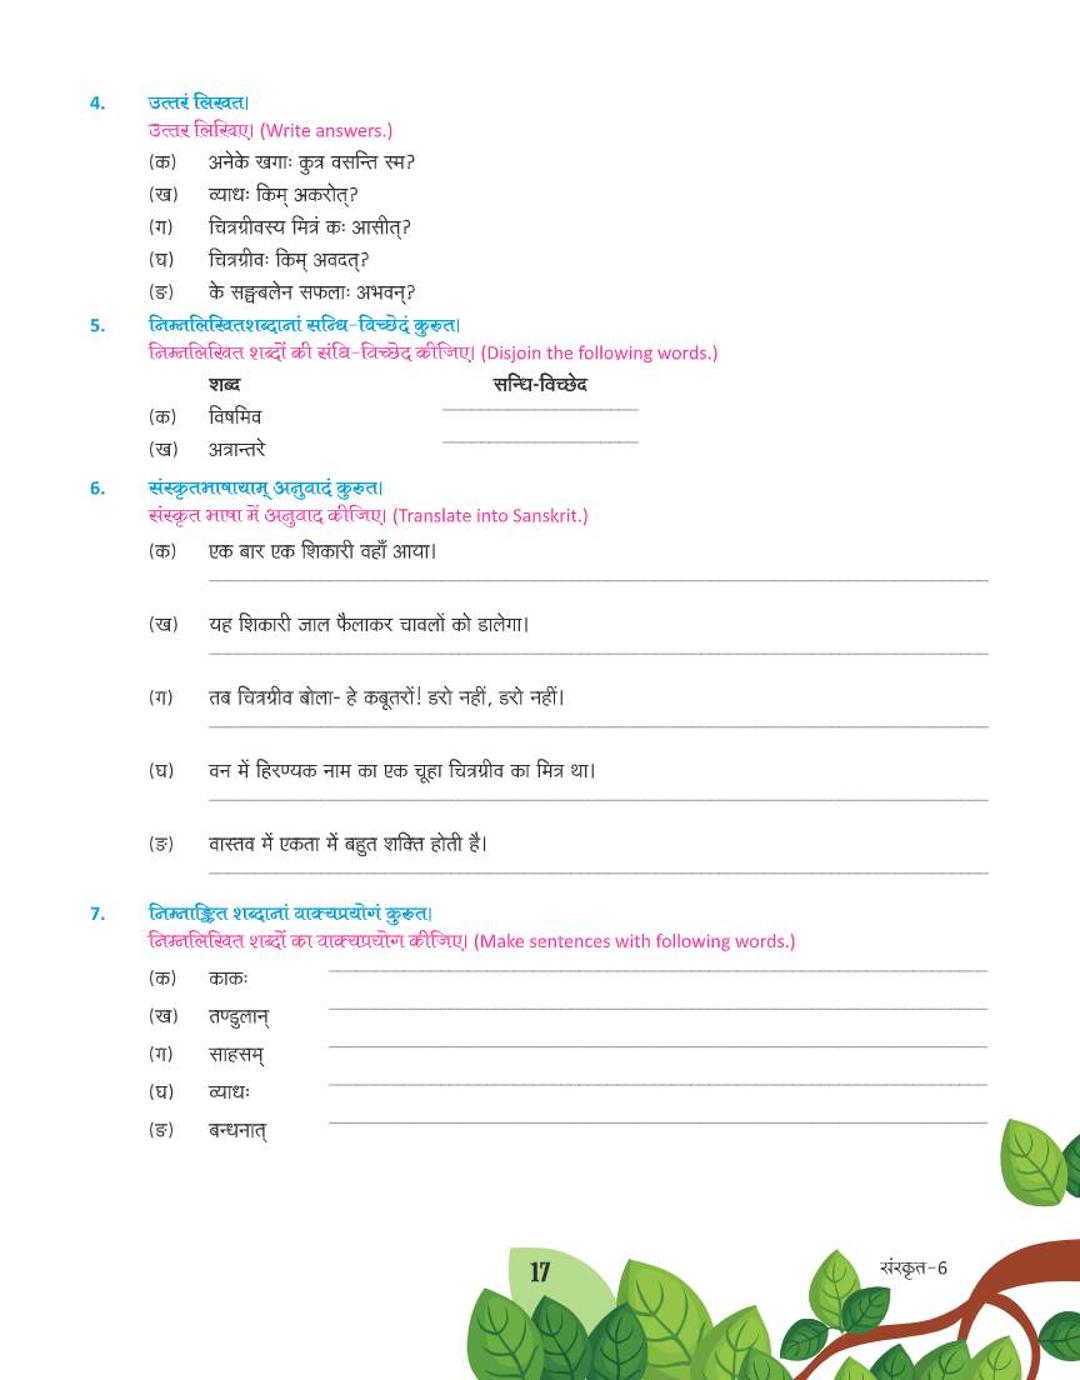 4. उत्तरं लिखत।
उत्तर लिखिए। (Write answers.)
(क) अनेके खगाः कुत्र वसन्ति स्म?
(ख) व्याधः किम् अकरोत्?
(ग) चित्रग्रीवस्य मित्रं कः आसीत्?
(घ) चित्रग्रीवः किम् अवदत्?
(ङ) के सङ्घबलेन सफलाः अभवन्?
5. निम्नलिखितशब्दानां सन्धि-विच्छेदं कुरुत।
निम्नलिखित शब्दों की संधि-विच्छेद कीजिए। (Disjoin the following words.)
शब्द सन्धि-विच्छेद
(क) विषमिव
(ख) अत्रान्तरे
6. संस्कृतभाषायाम् अनुवादं कुरुत।
संस्कृत भाषा में अनुवाद कीजिए। (Translate into Sanskrit.)
(क) एक बार एक शिकारी वहाँ आया।
(ख) यह शिकारी जाल फैलाकर चावलों को डालेगा।
(ग) तब चित्रग्रीव बोला- हे कबूतरों! डरो नहीं, डरो नहीं।
(घ) वन में हिरण्यक नाम का एक चूहा चित्रग्रीव का मित्र था।
(ङ) वास्तव में एकता में बहुत शक्ति होती है।
7. निम्नाङ्कित शब्दानां वाक्यप्रयोगं कुरुत।
निम्नलिखित शब्दों का वाक्यप्रयोग कीजिए। (Make sentences with following words.)
(क) काकः
(ख) तण्डुलान्
(ग) साहसम्
(घ) व्याधः
(ङ) बन्धनात्
17
संस्कृत-6